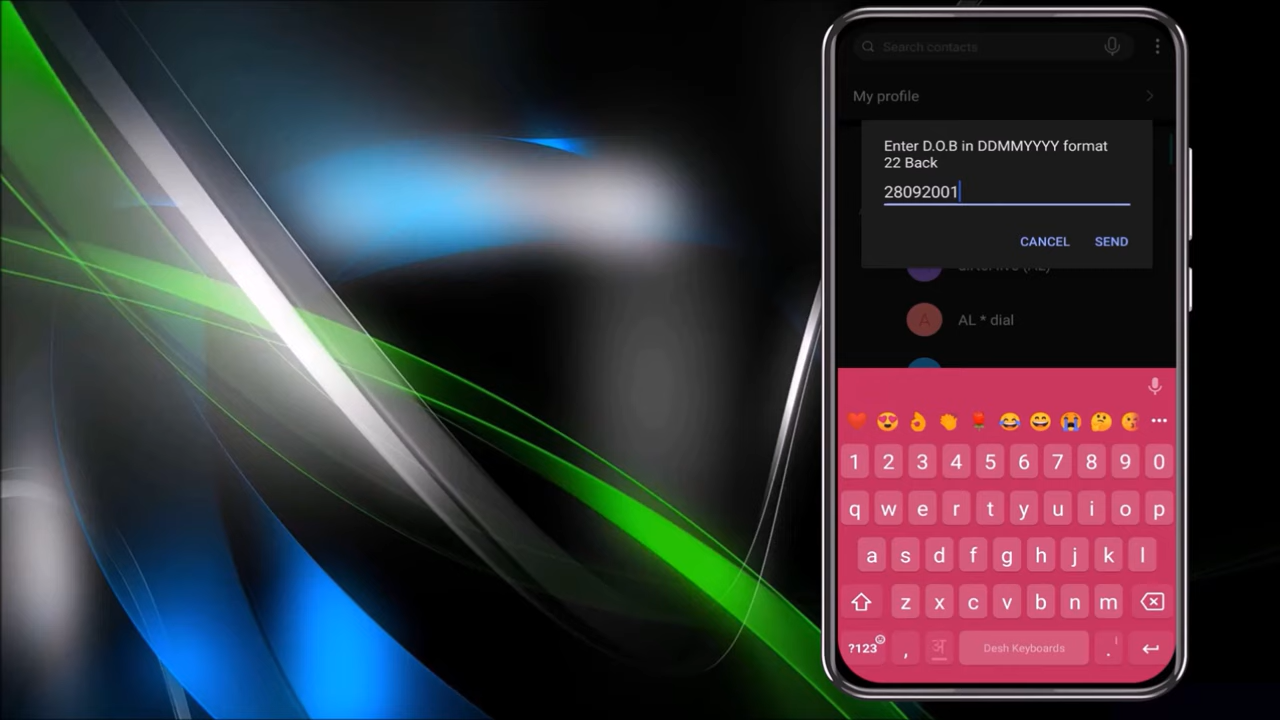 Search contacts
My profile
Enter D.O.B in DDMMYYYY format
22 Back
28092001
CANCEL SEND
A AL * dial
1 2 3 4 5 6 7 8 9 0
q w e r t y u i o p
a s d f g h j k l
z x c v b n m
?123 , अ Desh Keyboards .